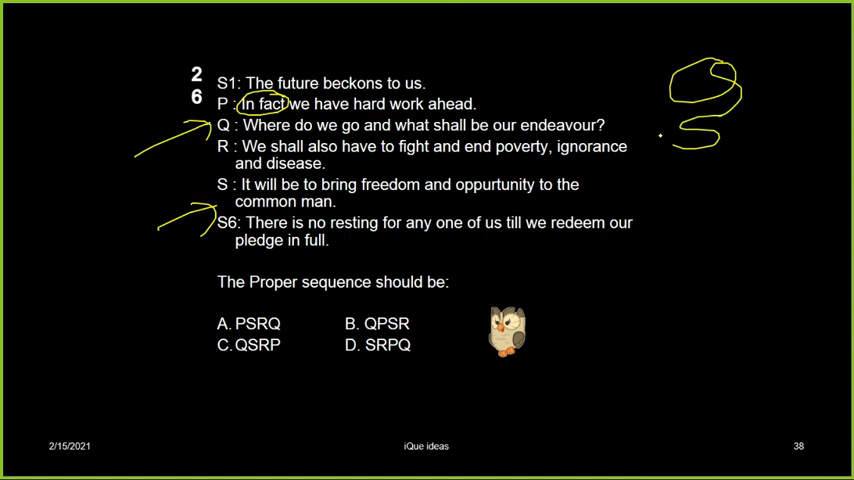 2
6
S1: The future beckons to us.
P : In fact we have hard work ahead.
Q : Where do we go and what shall be our endeavour?
R : We shall also have to fight and end poverty, ignorance
and disease.
S : It will be to bring freedom and oppurtunity to the
common man.
S6: There is no resting for any one of us till we redeem our
pledge in full.
The Proper sequence should be:
A. PSRQ B. QPSR
C. QSRP D. SRPQ
2/15/2021 iQue ideas 38